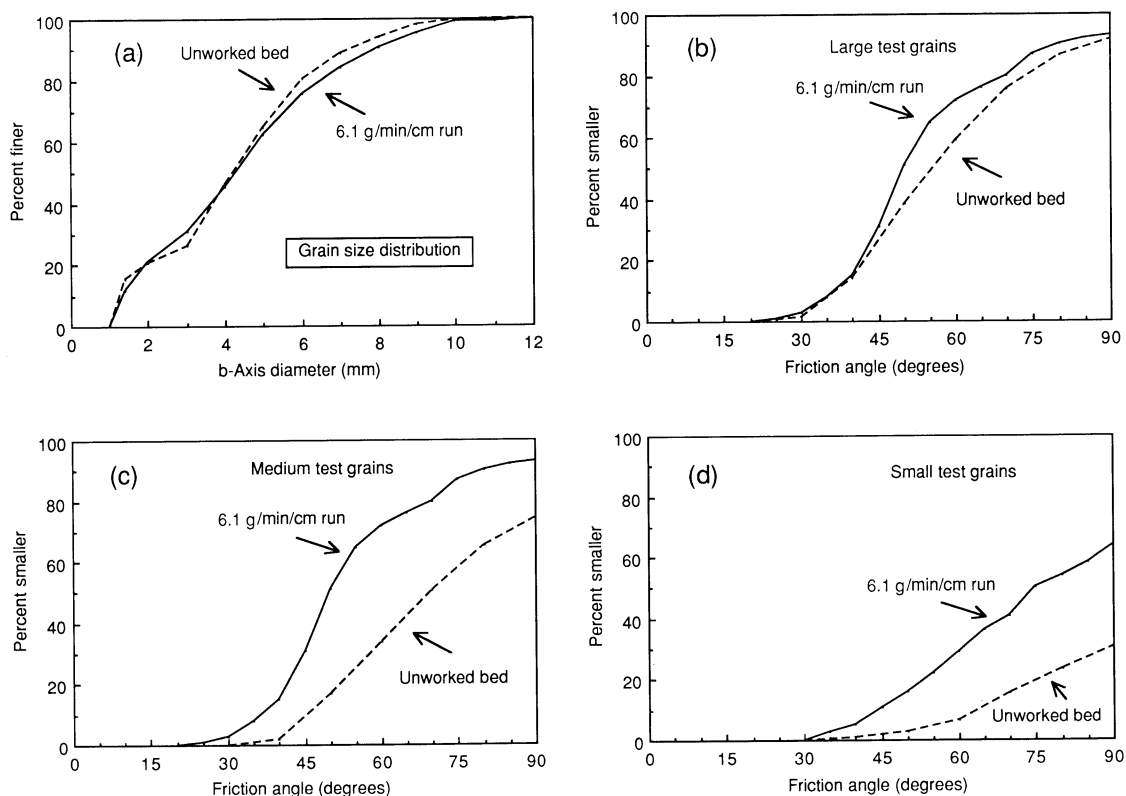 (a)
Unworked bed
6.1 g/min/cm run
Grain size distribution
Percent finer
100
80
60
40
20
0
0 2 4 6 8 10 12
b-Axis diameter (mm)
(b)
Large test grains
6.1 g/min/cm run
Unworked bed
Percent smaller
100
80
60
40
20
0
0 15 30 45 60 75 90
Friction angle (degrees)
(c)
Medium test grains
6.1 g/min/cm run
Unworked bed
Percent smaller
100
80
60
40
20
0
0 15 30 45 60 75 90
Friction angle (degrees)
(d)
Small test grains
6.1 g/min/cm run
Unworked bed
Percent smaller
100
80
60
40
20
0
0 15 30 45 60 75 90
Friction angle (degrees)